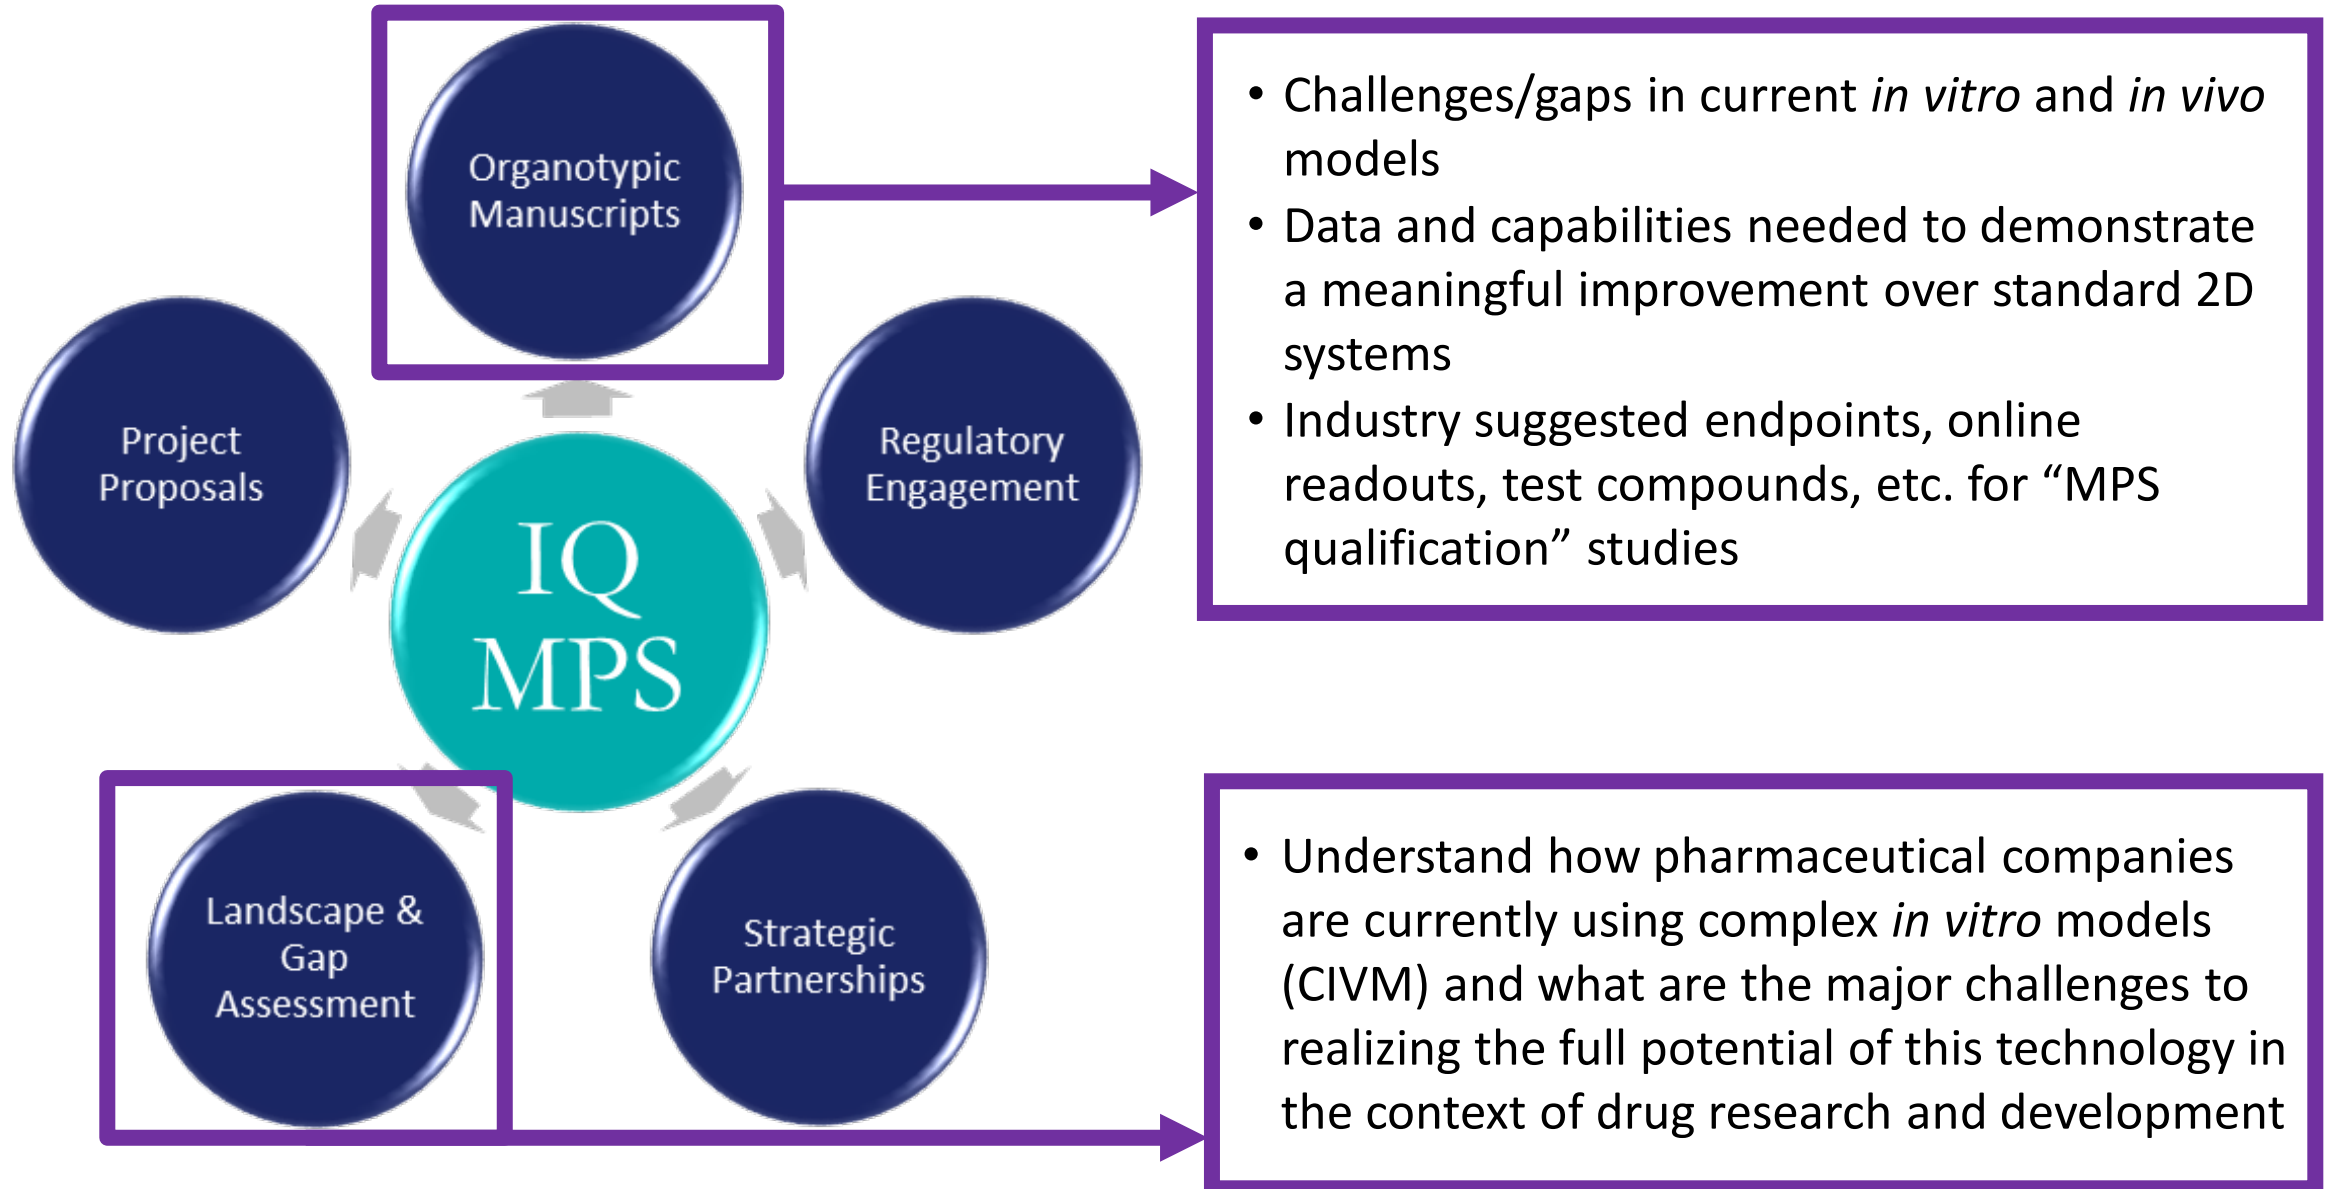 Organotypic
Manuscripts
Project
Proposals
Regulatory
Engagement
IQ
MPS
Landscape &
Gap
Assessment
Strategic
Partnerships
• Challenges/gaps in current in vitro and in vivo
models
• Data and capabilities needed to demonstrate
a meaningful improvement over standard 2D
systems
• Industry suggested endpoints, online
readouts, test compounds, etc. for “MPS
qualification” studies
• Understand how pharmaceutical companies
are currently using complex in vitro models
(CIVM) and what are the major challenges to
realizing the full potential of this technology in
the context of drug research and development